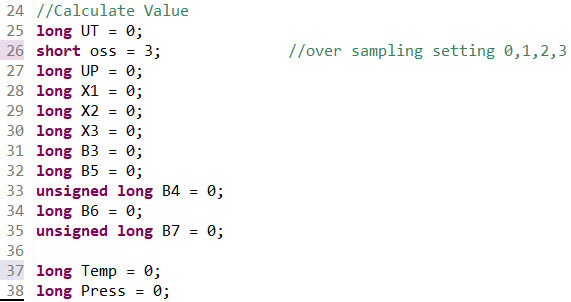 24 //Calculate Value
25 long UT = 0;
26 short oss = 3; //over sampling setting 0,1,2,3
27 long UP = 0;
28 long X1 = 0;
29 long X2 = 0;
30 long X3 = 0;
31 long B3 = 0;
32 long B5 = 0;
33 unsigned long B4 = 0;
34 long B6 = 0;
35 unsigned long B7 = 0;
36
37 long Temp = 0;
38 long Press = 0;